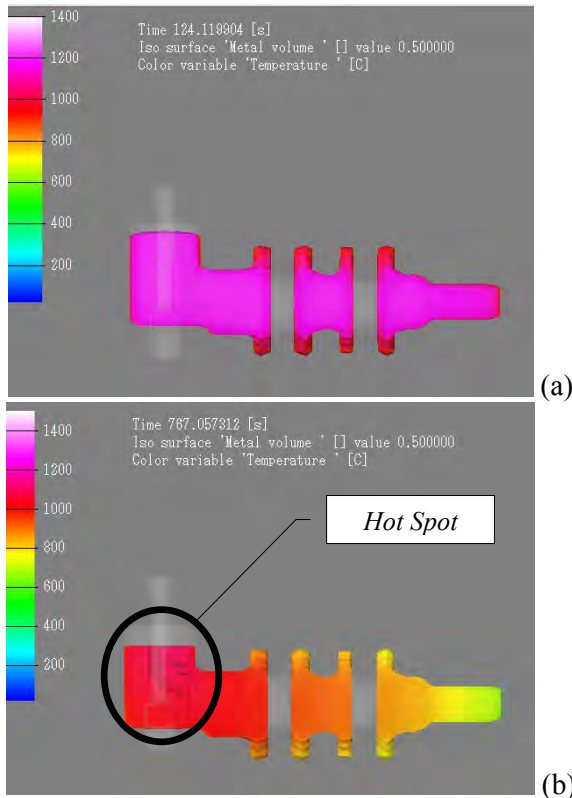 1400
1200
1000
800
600
400
200
Time 124.119904 [s]
Iso surface 'Metal volume ' [] value 0.500000
Color variable 'Temperature ' [C]
(a)
1400
1200
1000
800
600
400
200
Time 767.057312 [s]
Iso surface 'Metal volume ' [] value 0.500000
Color variable 'Temperature ' [C]
Hot Spot
(b)